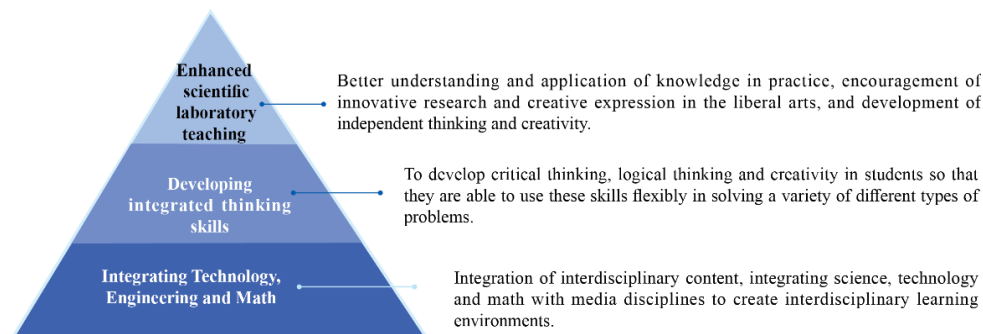 Enhanced
scientific
laboratory
teaching
Better understanding and application of knowledge in practice, encouragement of
innovative research and creative expression in the liberal arts, and development of
independent thinking and creativity.
Developing
integrated thinking
skills
To develop critical thinking, logical thinking and creativity in students so that
they are able to use these skills flexibly in solving a variety of different types of
problems.
Integrating Technology,
Engineering and Math
Integration of interdisciplinary content, integrating science, technology
and math with media disciplines to create interdisciplinary learning
environments.